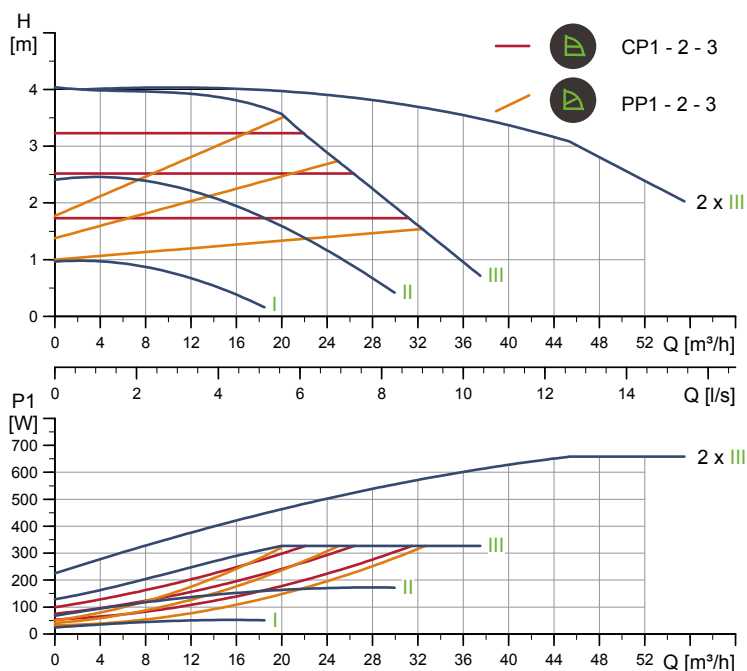 H
[m]
CP1 - 2 - 3
PP1 - 2 - 3
4
3
2
1
0
2 x III
III
II
I
0 4 8 12 16 20 24 28 32 36 40 44 48 52 Q [m³/h]
0 2 4 6 8 10 12 14 Q [l/s]
P1
[W]
700
600
500
400
300
200
100
0
2 x III
III
II
I
0 4 8 12 16 20 24 28 32 36 40 44 48 52 Q [m³/h]